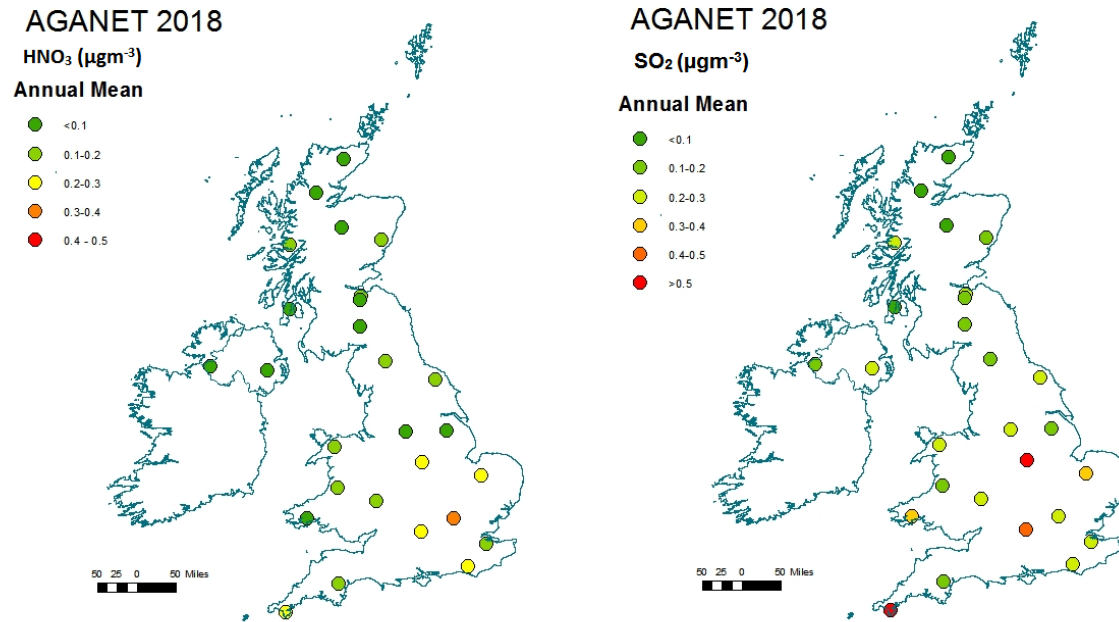 AGANET 2018
HNO₃ (µgm⁻³)
Annual Mean
<0.1
0.1-0.2
0.2-0.3
0.3-0.4
0.4 - 0.5
50 25 0 50 Miles
AGANET 2018
SO₂ (µgm⁻³)
Annual Mean
<0.1
0.1-0.2
0.2-0.3
0.3-0.4
0.4-0.5
>0.5
50 25 0 50 Miles